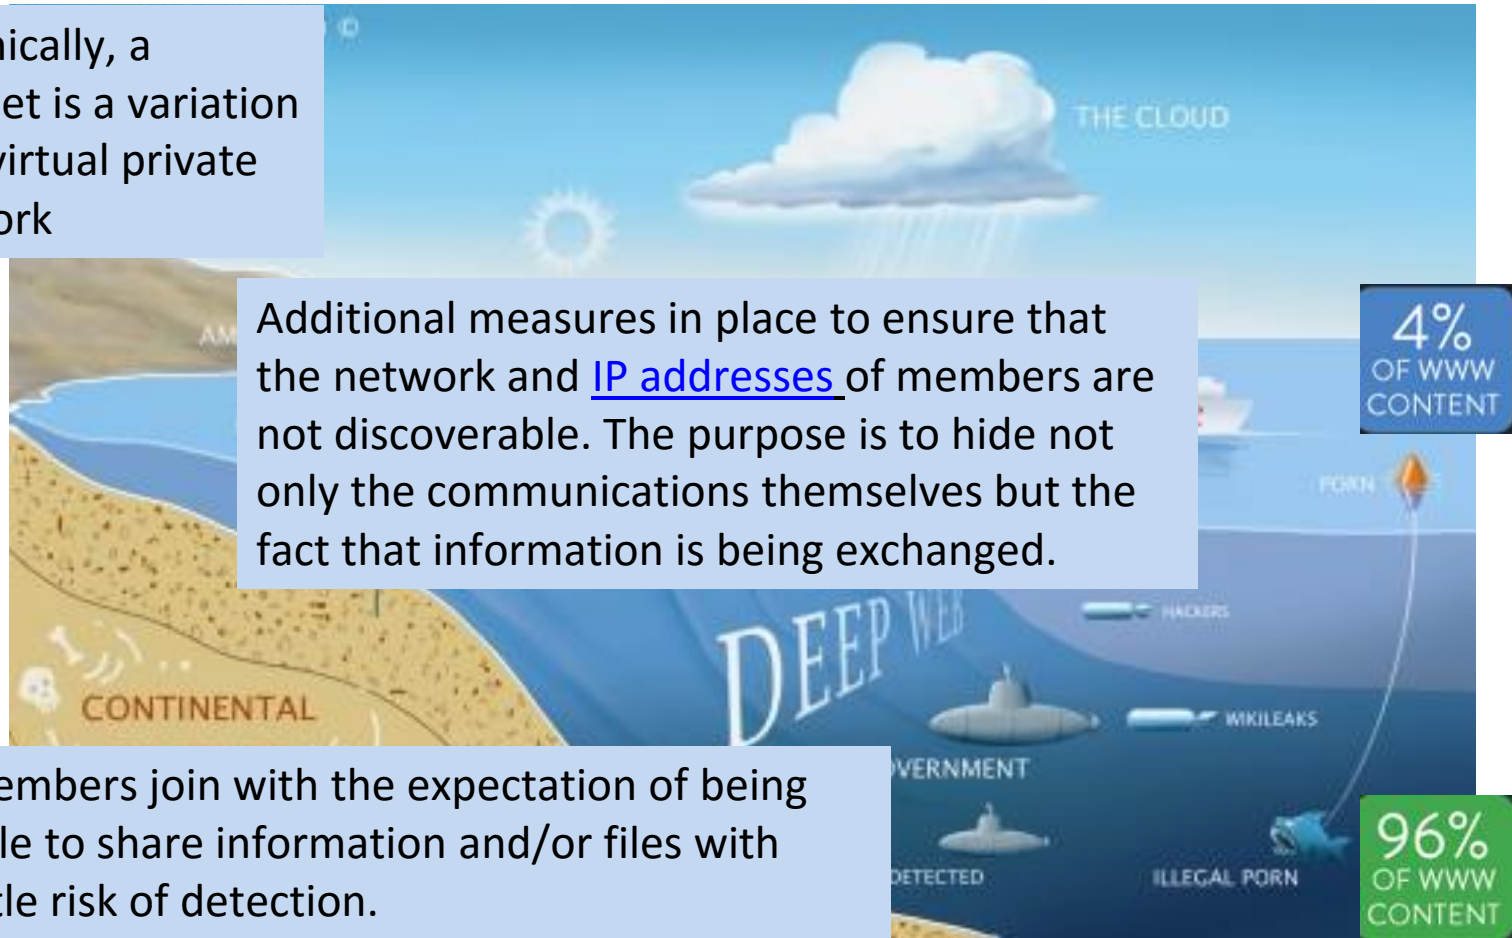 ©
nically, a
et is a variation
virtual private
ork
THE CLOUD
Additional measures in place to ensure that
the network and IP addresses of members are
not discoverable. The purpose is to hide not
only the communications themselves but the
fact that information is being exchanged.
AM
4%
OF WWW
CONTENT
PORN
DEEP WEB
HACKERS
CONTINENTAL
WIKILEAKS
VERNMENT
embers join with the expectation of being
le to share information and/or files with
tle risk of detection.
DETECTED
ILLEGAL PORN
96%
OF WWW
CONTENT